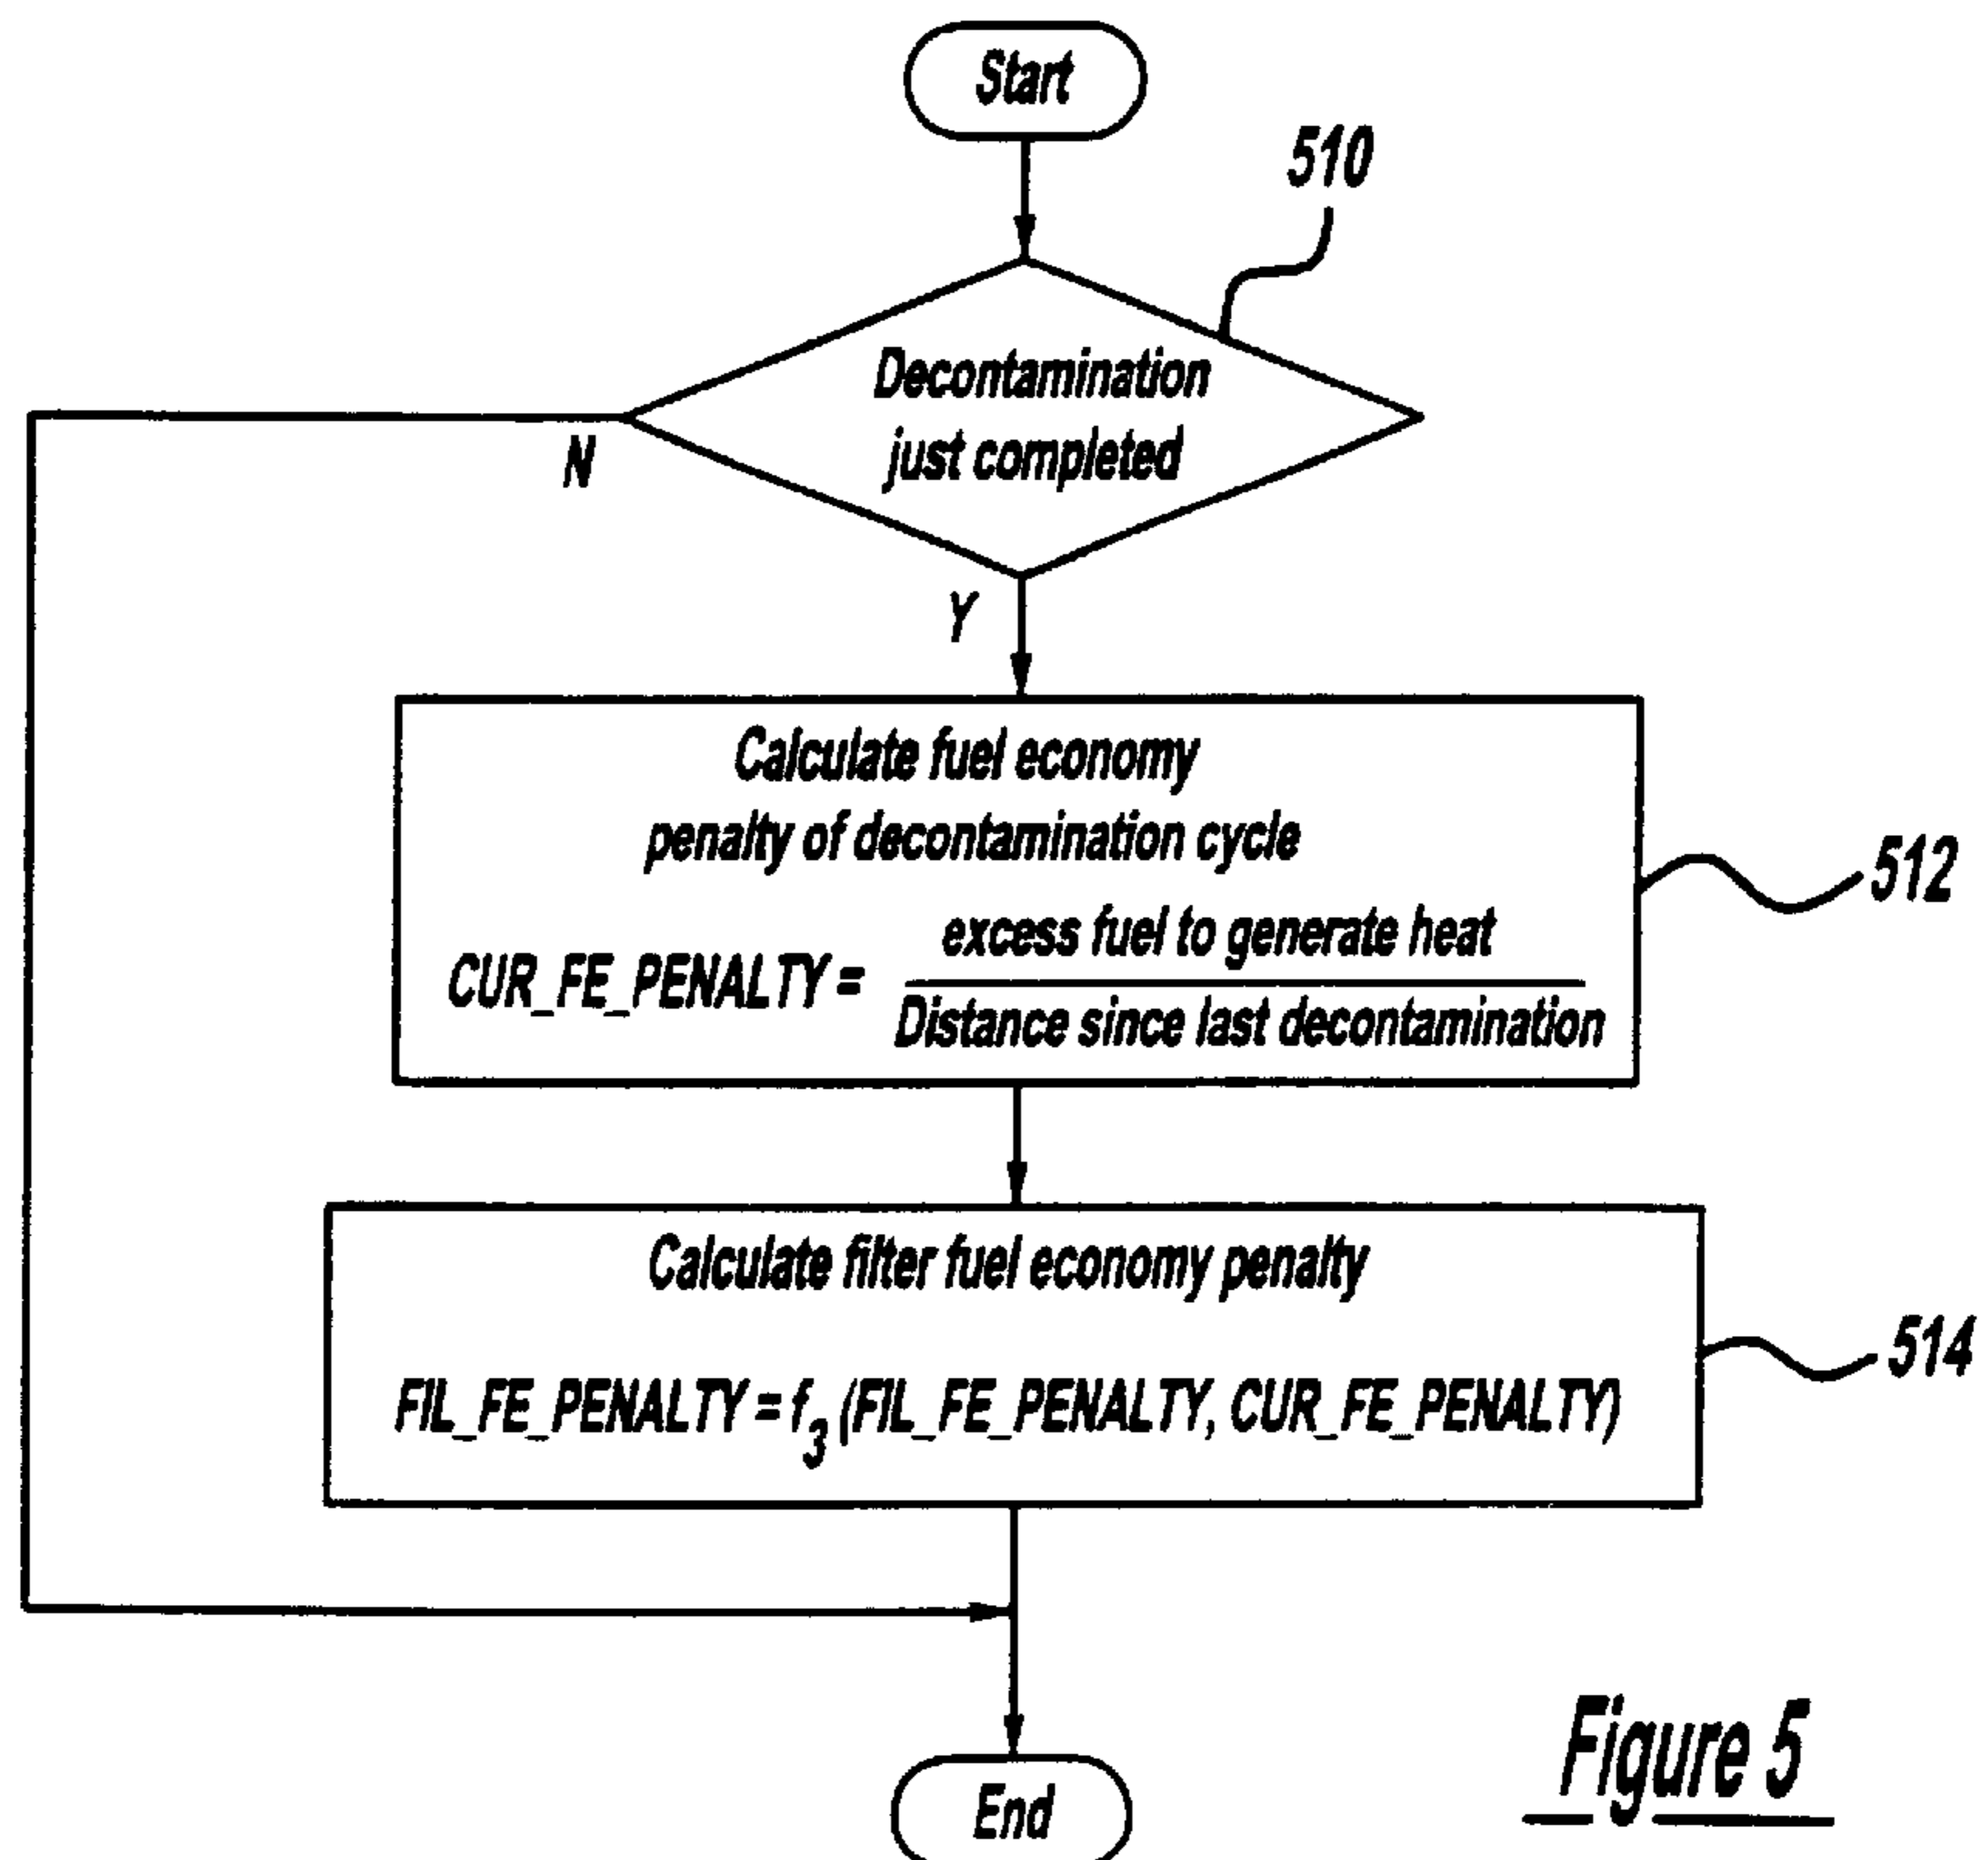 Start
510
Decontamination
just completed
N
Y
Calculate fuel economy
penalty of decontamination cycle
CUR_FE_PENALTY = excess fuel to generate heat
Distance since last decontamination
512
Calculate filter fuel economy penalty
FIL_FE_PENALTY = f3 (FIL_FE_PENALTY, CUR_FE_PENALTY)
514
End
Figure 5